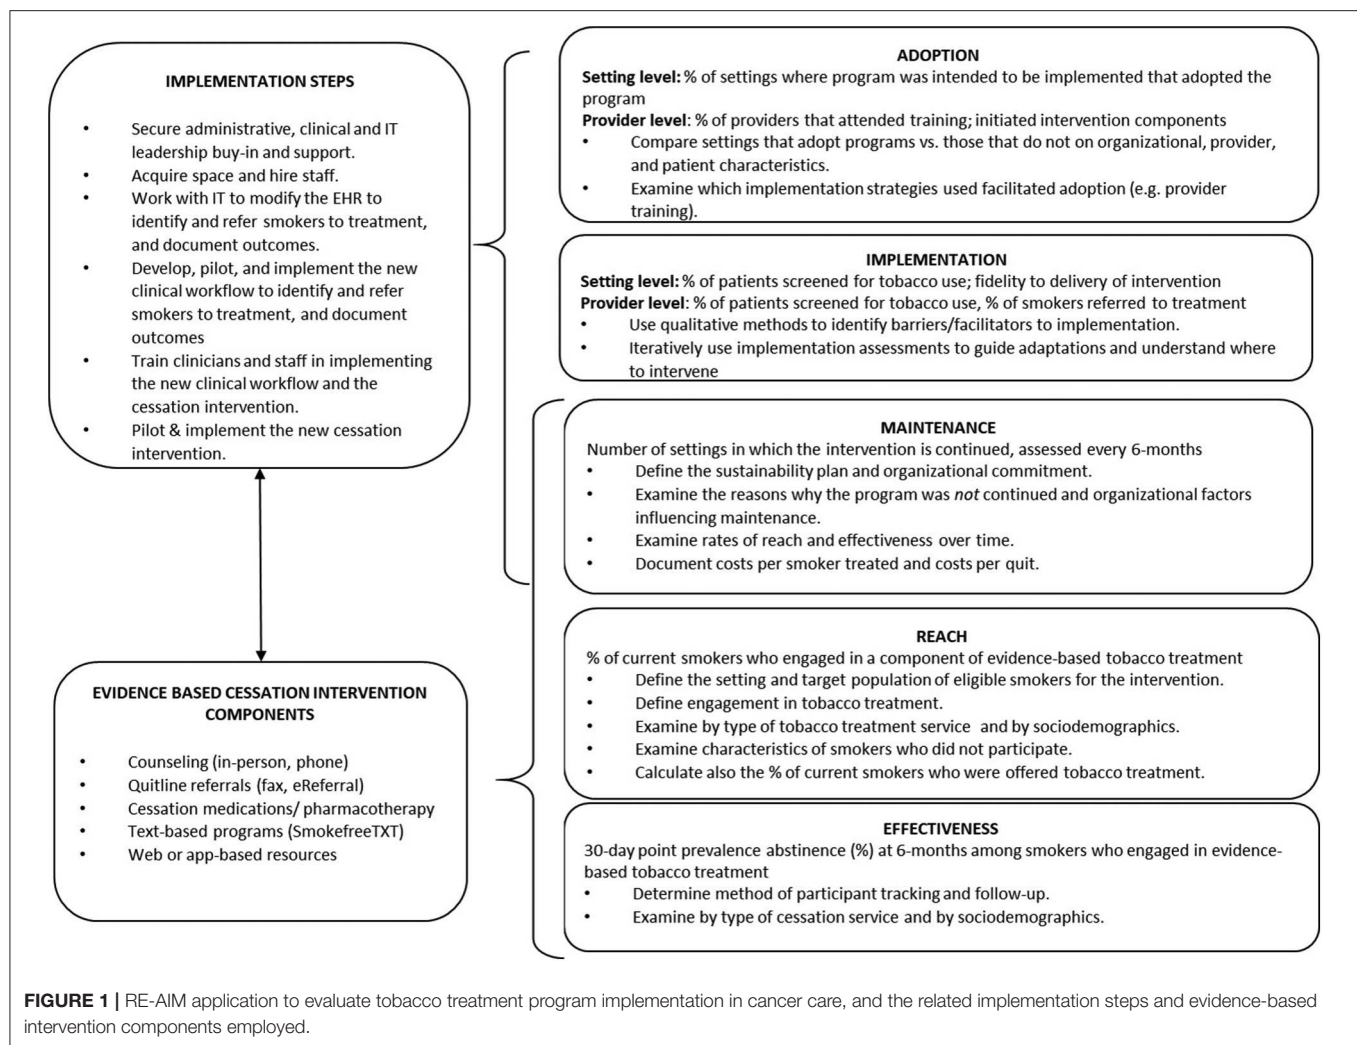 IMPLEMENTATION STEPS
• Secure administrative, clinical and IT
leadership buy-in and support.
• Acquire space and hire staff.
• Work with IT to modify the EHR to
identify and refer smokers to treatment,
and document outcomes.
• Develop, pilot, and implement the new
clinical workflow to identify and refer
smokers to treatment, and document
outcomes
• Train clinicians and staff in implementing
the new clinical workflow and the
cessation intervention.
• Pilot & implement the new cessation
intervention.
EVIDENCE BASED CESSATION INTERVENTION
COMPONENTS
• Counseling (in-person, phone)
• Quitline referrals (fax, eReferral)
• Cessation medications/ pharmacotherapy
• Text-based programs (SmokefreeTXT)
• Web or app-based resources
ADOPTION
Setting level: % of settings where program was intended to be implemented that adopted the
program
Provider level: % of providers that attended training; initiated intervention components
• Compare settings that adopt programs vs. those that do not on organizational, provider,
and patient characteristics.
• Examine which implementation strategies used facilitated adoption (e.g. provider
training).
IMPLEMENTATION
Setting level: % of patients screened for tobacco use; fidelity to delivery of intervention
Provider level: % of patients screened for tobacco use, % of smokers referred to treatment
• Use qualitative methods to identify barriers/facilitators to implementation.
• Iteratively use implementation assessments to guide adaptations and understand where
to intervene
MAINTENANCE
Number of settings in which the intervention is continued, assessed every 6-months
• Define the sustainability plan and organizational commitment.
• Examine the reasons why the program was not continued and organizational factors
influencing maintenance.
• Examine rates of reach and effectiveness over time.
• Document costs per smoker treated and costs per quit.
REACH
% of current smokers who engaged in a component of evidence-based tobacco treatment
• Define the setting and target population of eligible smokers for the intervention.
• Define engagement in tobacco treatment.
• Examine by type of tobacco treatment service and by sociodemographics.
• Examine characteristics of smokers who did not participate.
• Calculate also the % of current smokers who were offered tobacco treatment.
EFFECTIVENESS
30-day point prevalence abstinence (%) at 6-months among smokers who engaged in evidence-
based tobacco treatment
• Determine method of participant tracking and follow-up.
• Examine by type of cessation service and by sociodemographics.
FIGURE 1 | RE-AIM application to evaluate tobacco treatment program implementation in cancer care, and the related implementation steps and evidence-based
intervention components employed.